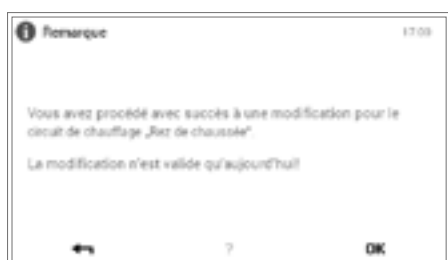 Remarque 17:00
Vous avez procédé avec succès à une modification pour le
circuit de chauffage „Rez de chaussée".
La modification n'est valide qu'aujourd'hui!
? OK